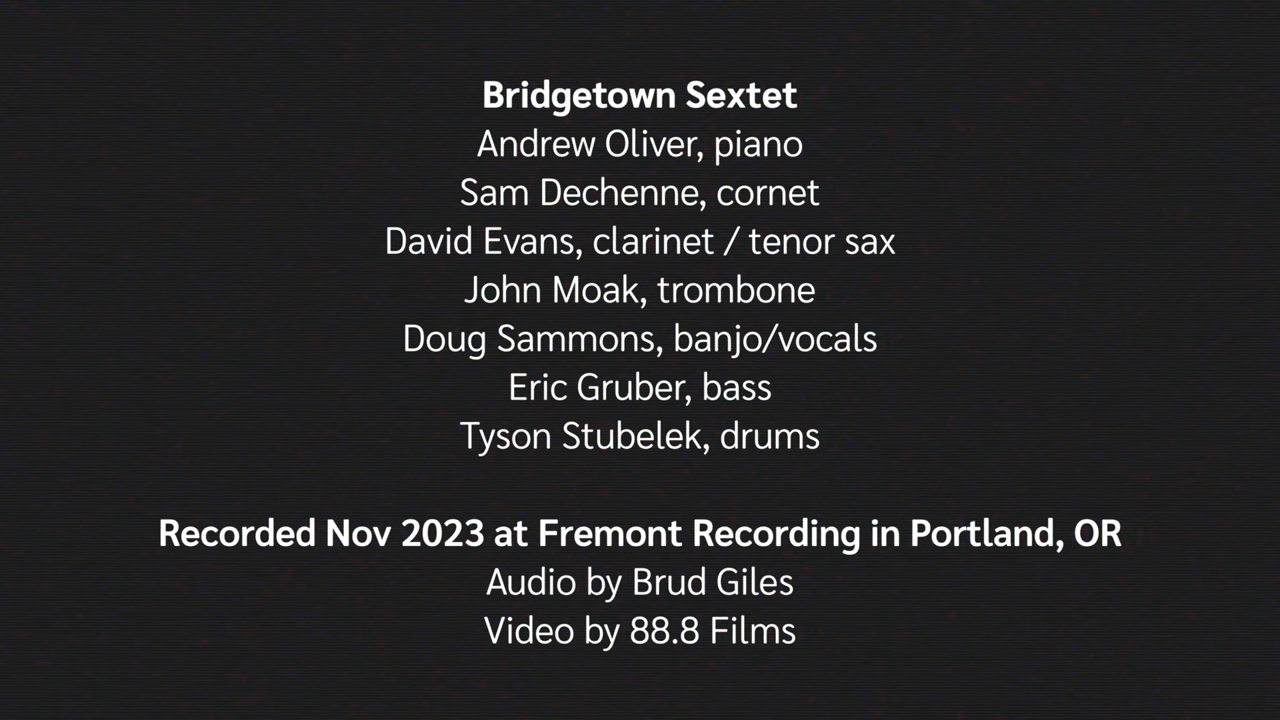 Bridgetown Sextet
Andrew Oliver, piano
Sam Dechenne, cornet
David Evans, clarinet / tenor sax
John Moak, trombone
Doug Sammons, banjo/vocals
Eric Gruber, bass
Tyson Stubelek, drums
Recorded Nov 2023 at Fremont Recording in Portland, OR
Audio by Brud Giles
Video by 88.8 Films